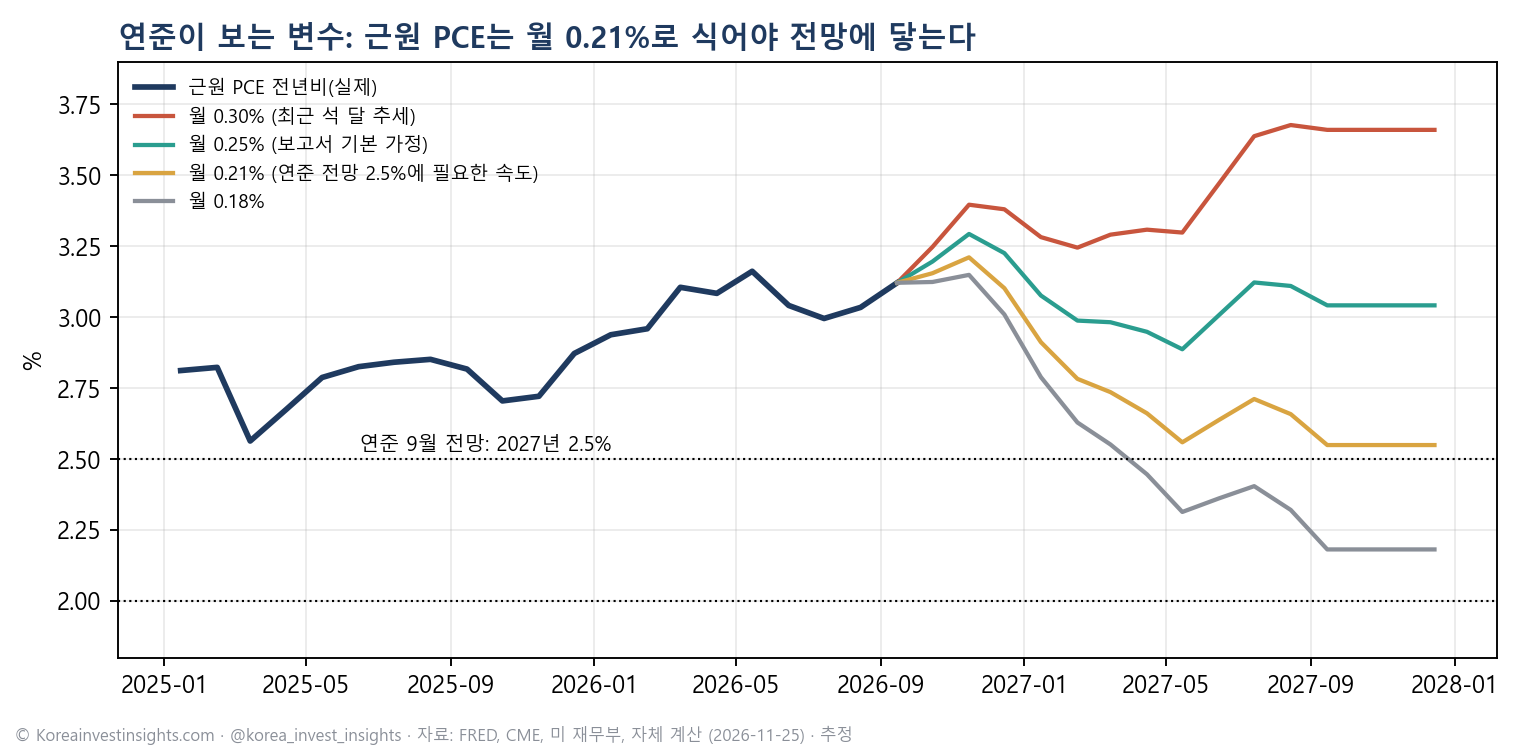 연준이 보는 변수: 근원 PCE는 월 0.21%로 식어야 전망에 닿는다
근원 PCE 전년비(실제)
월 0.30% (최근 석 달 추세)
월 0.25% (보고서 기본 가정)
월 0.21% (연준 전망 2.5%에 필요한 속도)
월 0.18%
3.75
3.50
3.25
3.00
2.75
2.50
2.25
2.00
%
연준 9월 전망: 2027년 2.5%
2025-01
2025-05
2025-09
2026-01
2026-05
2026-09
2027-01
2027-05
2027-09
2028-01
© Koreainvestinsights.com · @korea_invest_insights · 자료: FRED, CME, 미 재무부, 자체 계산 (2026-11-25) · 추정